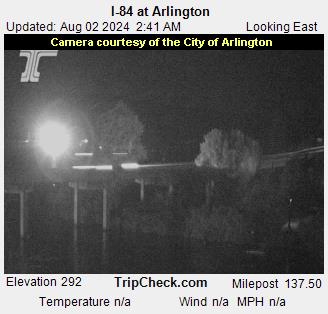 I-84 at Arlington
Updated: Aug 02 2024 2:41 AM Looking East
Camera courtesy of the City of Arlington
Elevation 292 TripCheck.com Milepost 137.50
Temperature n/a Wind n/a MPH n/a